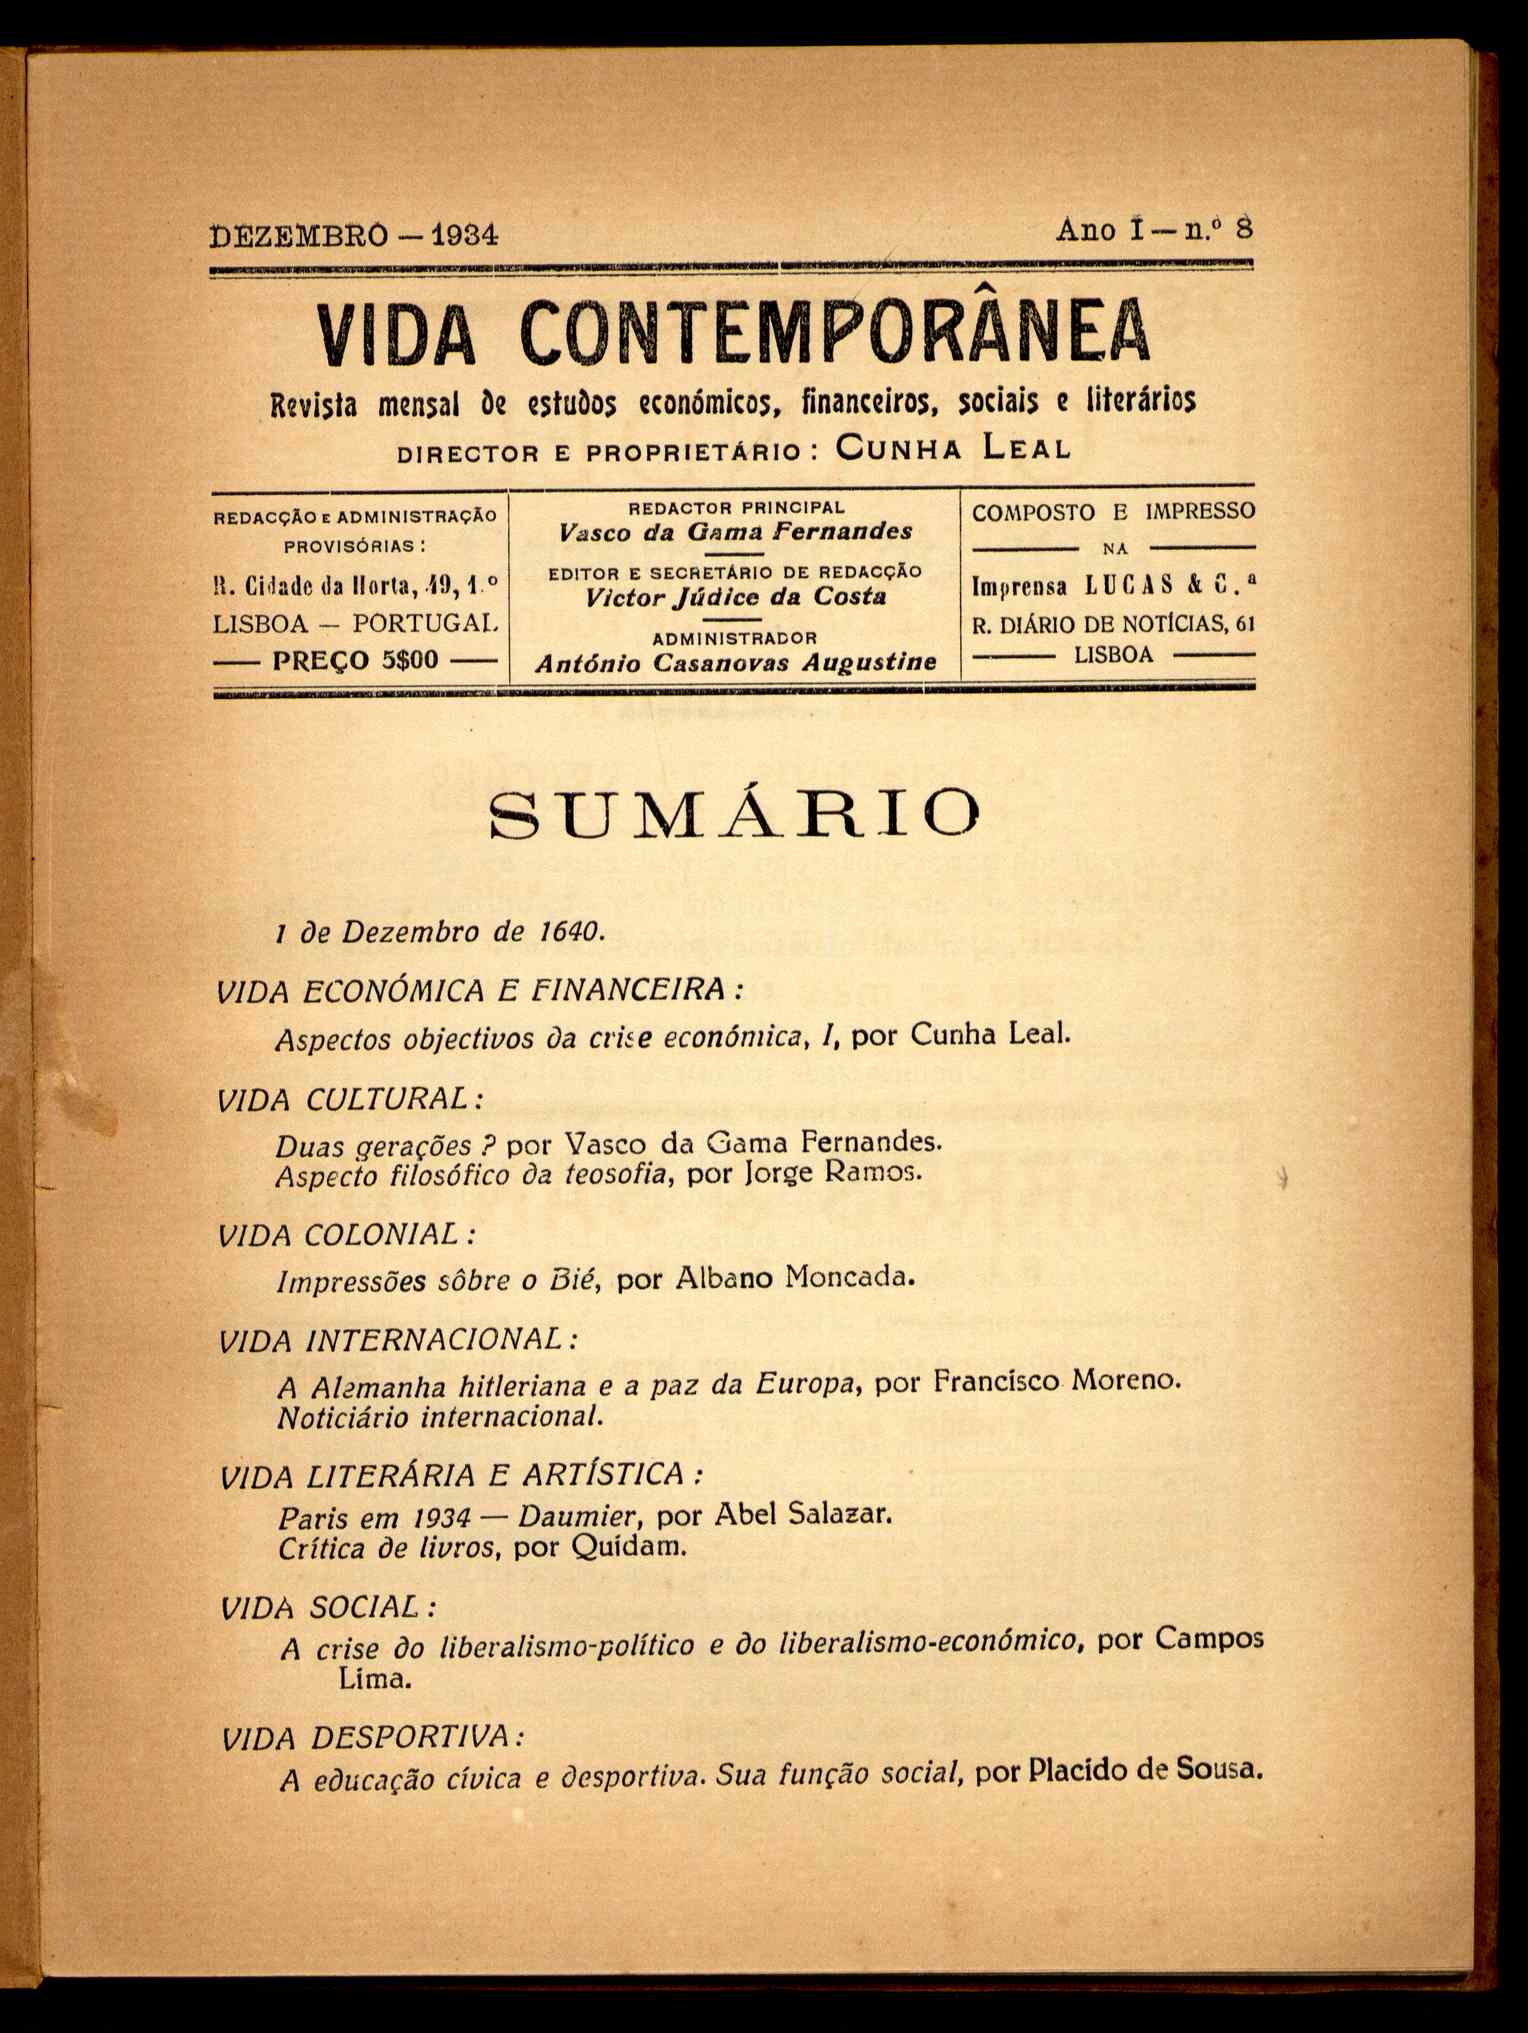 DEZEMBRO — 1934
Ano I — n.º 8
VIDA CONTEMPORÂNEA
Revista mensal de estudos económicos, financeiros, sociais e literários
DIRECTOR E PROPRIETÁRIO: CUNHA LEAL
REDACÇÃO E ADMINISTRAÇÃO
PROVISÓRIAS:
R. Cidade da Horta, 49, 1.º
LISBOA — PORTUGAL
— PREÇO 5$00 —
REDACTOR PRINCIPAL
Vasco da Gama Fernandes
EDITOR E SECRETÁRIO DE REDACÇÃO
Victor Júdice da Costa
ADMINISTRADOR
António Casanovas Augustine
COMPOSTO E IMPRESSO
— NA —
Imprensa LUCAS & C.ª
R. DIÁRIO DE NOTÍCIAS, 61
— LISBOA —
SUMÁRIO
1 de Dezembro de 1640.
VIDA ECONÓMICA E FINANCEIRA:
Aspectos objectivos da crise económica, I, por Cunha Leal.
VIDA CULTURAL:
Duas gerações? por Vasco da Gama Fernandes.
Aspecto filosófico da teosofia, por Jorge Ramos.
VIDA COLONIAL:
Impressões sôbre o Bié, por Albano Moncada.
VIDA INTERNACIONAL:
A Alemanha hitleriana e a paz da Europa, por Francisco Moreno.
Noticiário internacional.
VIDA LITERÁRIA E ARTÍSTICA:
Paris em 1934 — Daumier, por Abel Salazar.
Crítica de livros, por Quidam.
VIDA SOCIAL:
A crise do liberalismo-político e do liberalismo-económico, por Campos
Lima.
VIDA DESPORTIVA:
A educação cívica e desportiva. Sua função social, por Placido de Sousa.